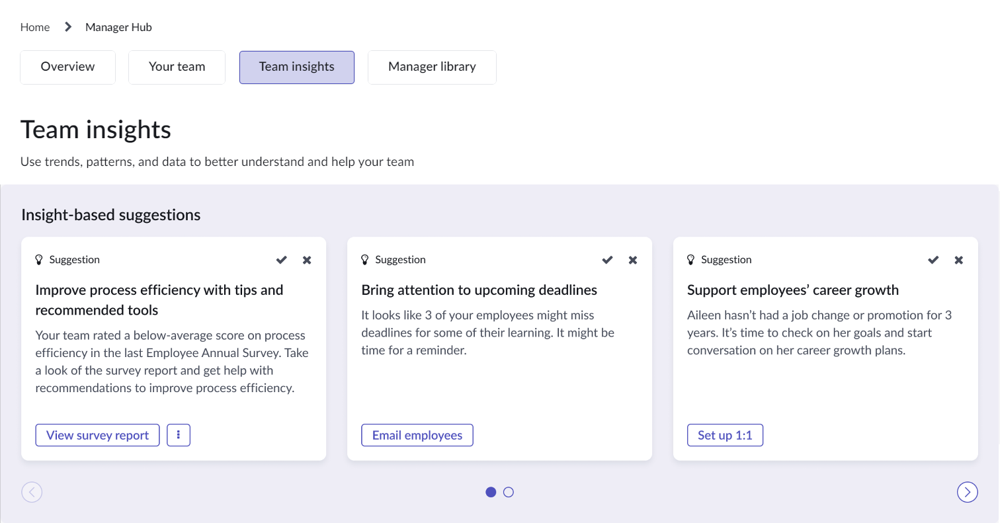 Home
Manager Hub
Overview
Your team
Team insights
Manager library
Team insights
Use trends, patterns, and data to better understand and help your team
Insight-based suggestions
Suggestion
Improve process efficiency with tips and
recommended tools
Your team rated a below-average score on process
efficiency in the last Employee Annual Survey. Take
a look of the survey report and get help with
recommendations to improve process efficiency.
View survey report
Suggestion
Bring attention to upcoming deadlines
It looks like 3 of your employees might miss
deadlines for some of their learning. It might be
time for a reminder.
Email employees
Suggestion
Support employees’ career growth
Aileen hasn’t had a job change or promotion for 3
years. It’s time to check on her goals and start
conversation on her career growth plans.
Set up 1:1